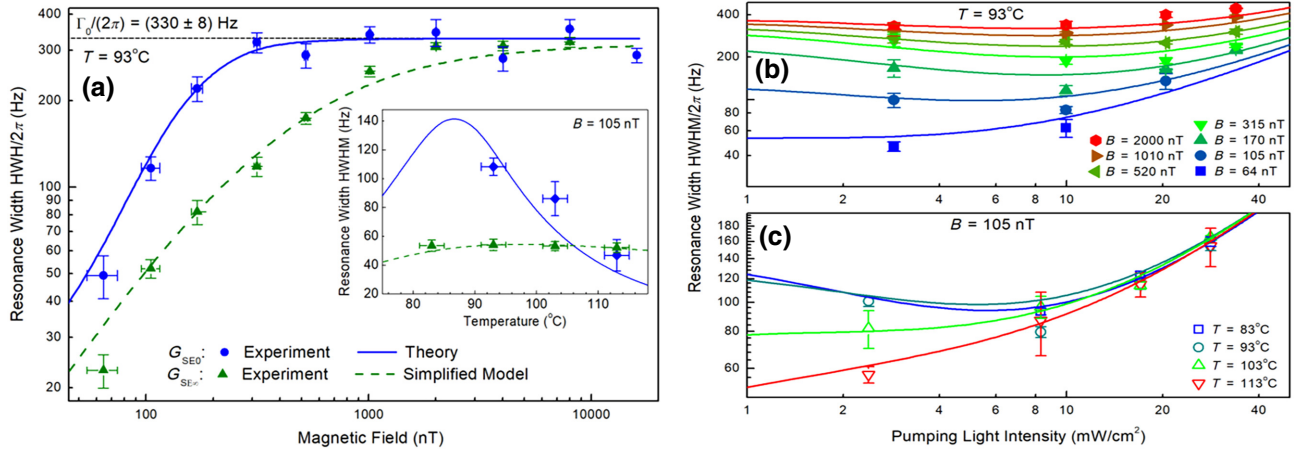 (a)
Γ0/(2π) = (330 ± 8) Hz
T = 93°C
Resonance Width HWH/2π (Hz)
400
300
200
100
90
80
70
60
50
40
30
20
100
1000
10000
Magnetic Field (nT)
B = 105 nT
Resonance Width HWHM (Hz)
140
120
100
80
60
40
20
80
90
100
110
Temperature (°C)
GSE0: Experiment Theory
GSE∞: Experiment Simplified Model
(b)
T = 93°C
400
200
80
60
40
1 2 4 6 8 10 20 40
B = 2000 nT
B = 1010 nT
B = 520 nT
B = 315 nT
B = 170 nT
B = 105 nT
B = 64 nT
Resonance Width HWHM/2π (Hz)
(c)
B = 105 nT
180
160
140
120
100
80
60
T = 83°C
T = 93°C
T = 103°C
T = 113°C
1 2 4 6 8 10 20 40
Pumping Light Intensity (mW/cm²)